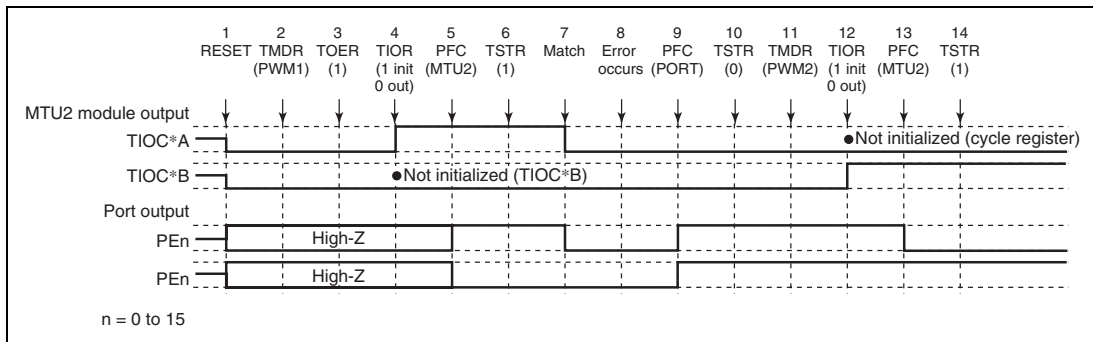 1 2 3 4 5 6 7 8 9 10 11 12 13 14
RESET TMDR TOER TIOR PFC TSTR Match Error PFC TSTR TMDR TIOR PFC TSTR
(PWM1) (1) (1 init (MTU2) (1) occurs (PORT) (0) (PWM2) (1 init (MTU2) (1)
0 out) 0 out)
MTU2 module output
TIOC*A ●Not initialized (cycle register)
TIOC*B ●Not initialized (TIOC*B)
Port output
PEn High-Z
PEn High-Z
n = 0 to 15